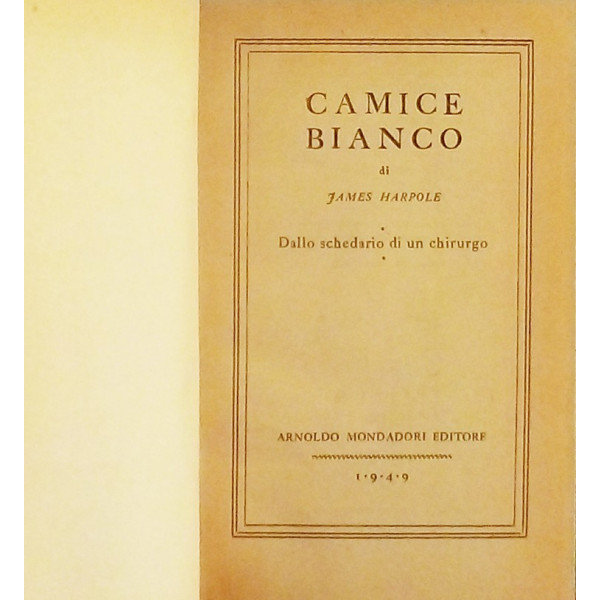 CAMICE
BIANCO
di
JAMES HARPOLE
Dallo schedario di un chirurgo
ARNOLDO MONDADORI EDITORE
1•9•4•9